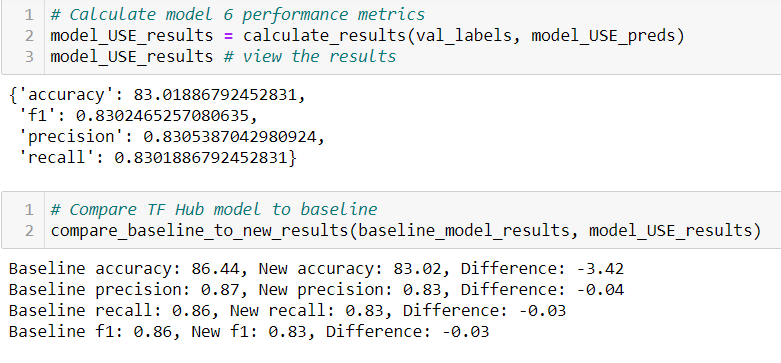 1 # Calculate model 6 performance metrics
2 model_USE_results = calculate_results(val_labels, model_USE_preds)
3 model_USE_results # view the results
{'accuracy': 83.01886792452831,
 'f1': 0.8302465257080635,
 'precision': 0.8305387042980924,
 'recall': 0.8301886792452831}
1 # Compare TF Hub model to baseline
2 compare_baseline_to_new_results(baseline_model_results, model_USE_results)
Baseline accuracy: 86.44, New accuracy: 83.02, Difference: -3.42
Baseline precision: 0.87, New precision: 0.83, Difference: -0.04
Baseline recall: 0.86, New recall: 0.83, Difference: -0.03
Baseline f1: 0.86, New f1: 0.83, Difference: -0.03